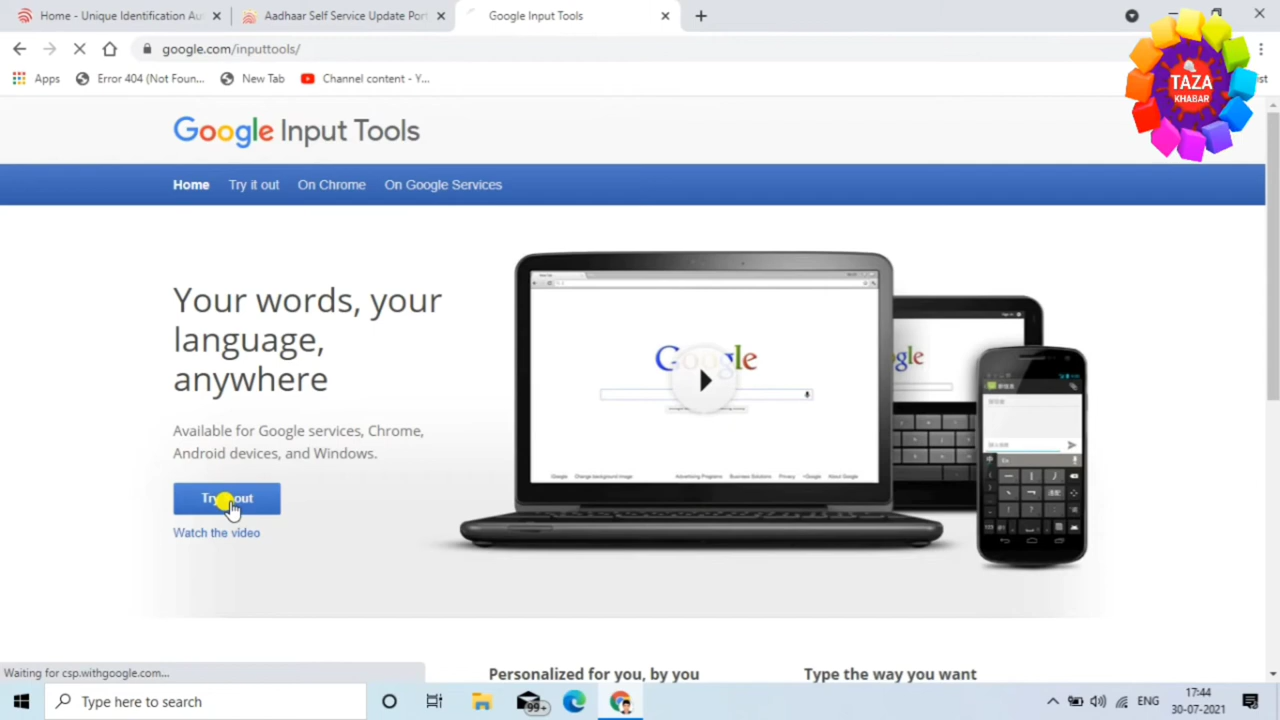 Home - Unique Identification Au
Aadhaar Self Service Update Port
Google Input Tools
google.com/inputtools/
Apps
Error 404 (Not Foun...
New Tab
Channel content - Y...
TAZA
KHABAR
Google Input Tools
Home
Try it out
On Chrome
On Google Services
Your words, your
language,
anywhere
Available for Google services, Chrome,
Android devices, and Windows.
Try out
Watch the video
Google
Waiting for csp.withgoogle.com...
Personalized for you, by you
Type the way you want
Type here to search
99+
ENG
17:44
30-07-2021